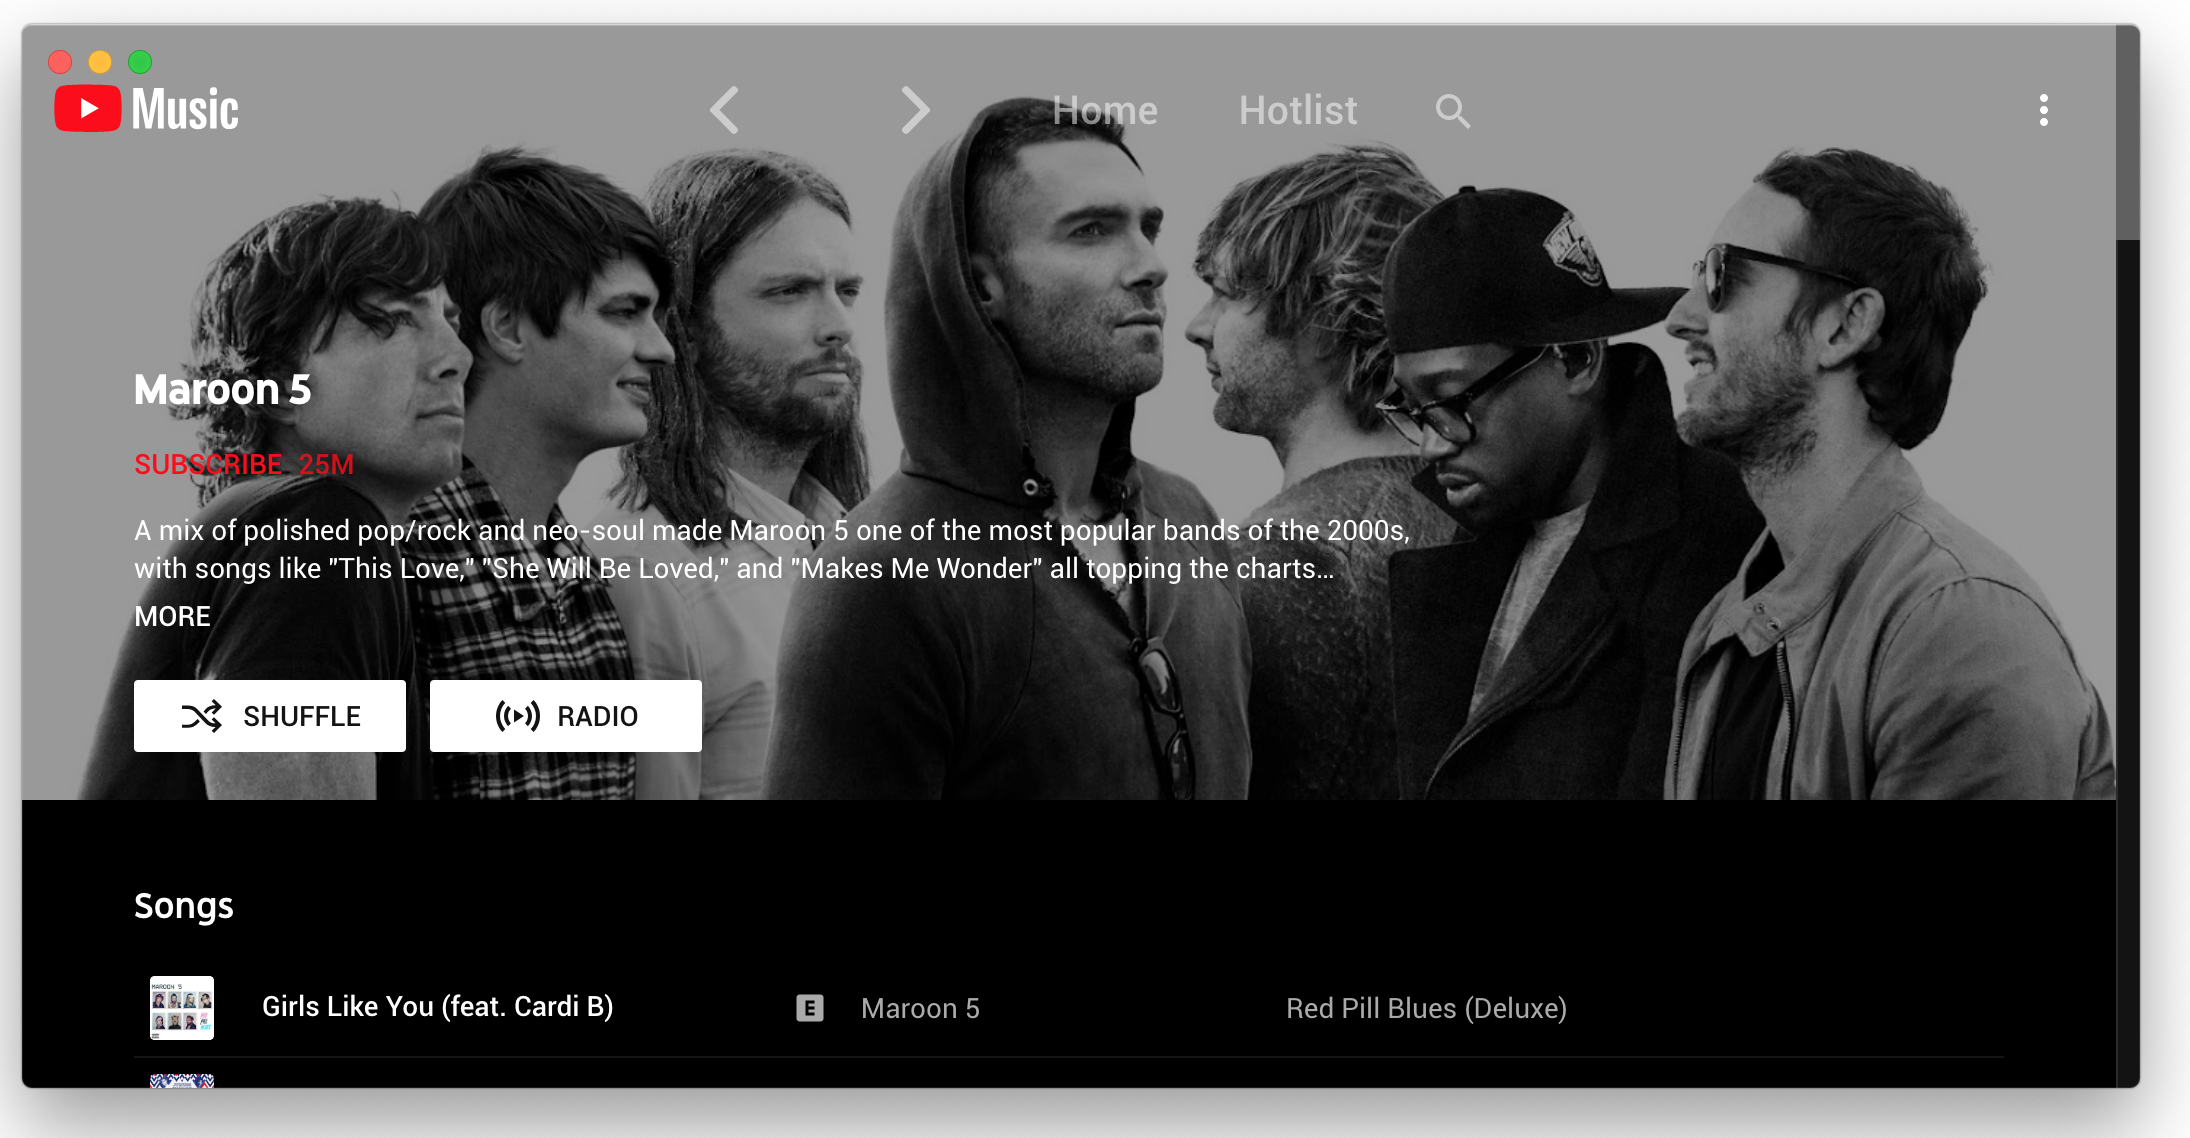 Music
Home
Hotlist
Maroon 5
SUBSCRIBE 25M
A mix of polished pop/rock and neo-soul made Maroon 5 one of the most popular bands of the 2000s,
with songs like "This Love," "She Will Be Loved," and "Makes Me Wonder" all topping the charts...
MORE
SHUFFLE
RADIO
Songs
MAROON 5
Girls Like You (feat. Cardi B)
E
Maroon 5
Red Pill Blues (Deluxe)